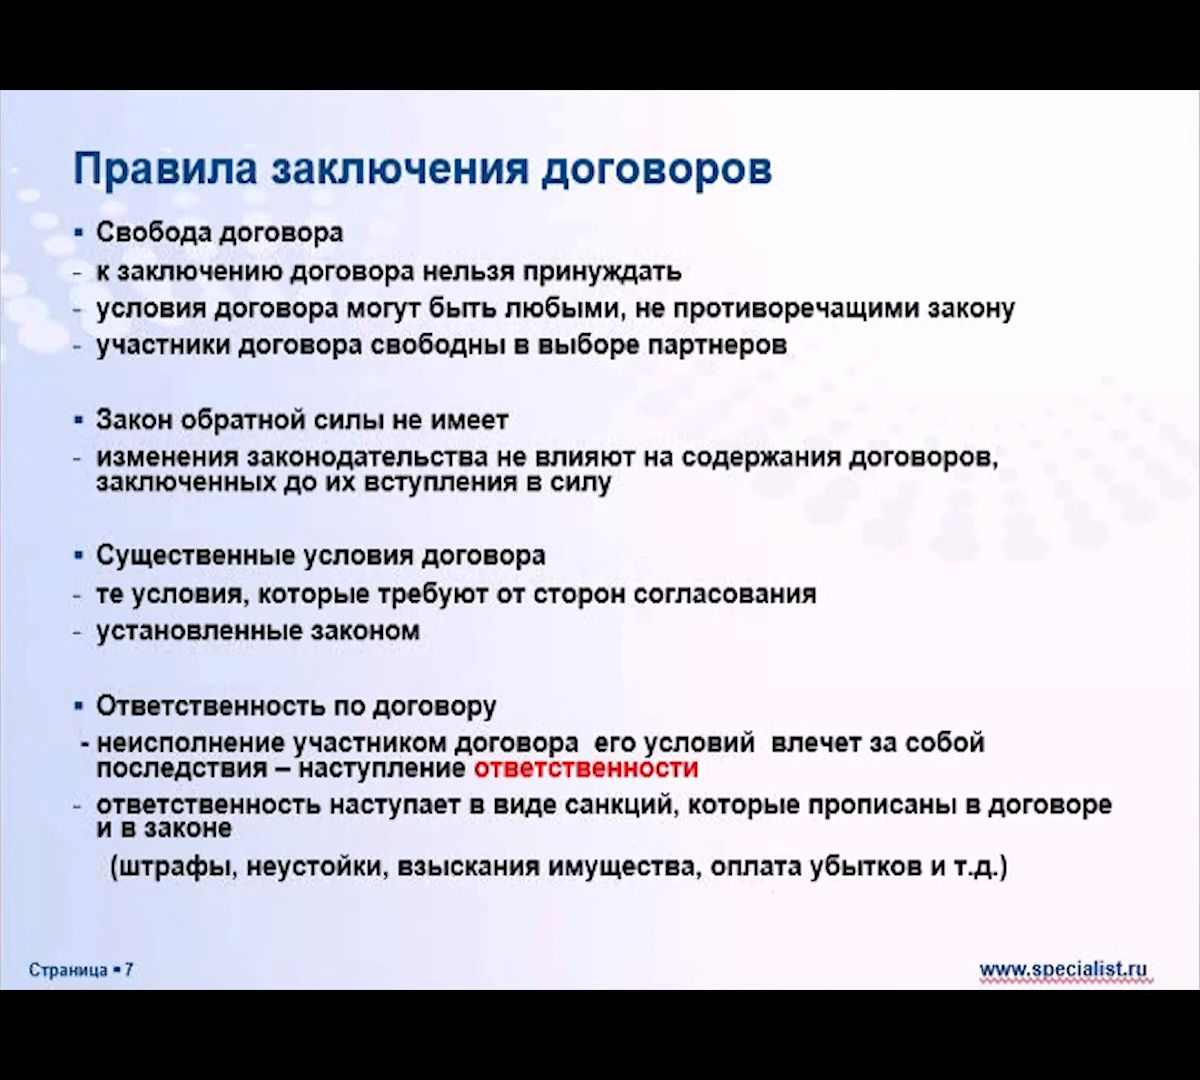 Правила заключения договоров
▪ Свобода договора
- к заключению договора нельзя принуждать
- условия договора могут быть любыми, не противоречащими закону
- участники договора свободны в выборе партнеров
▪ Закон обратной силы не имеет
- изменения законодательства не влияют на содержания договоров,
заключенных до их вступления в силу
▪ Существенные условия договора
- те условия, которые требуют от сторон согласования
- установленные законом
▪ Ответственность по договору
- неисполнение участником договора его условий влечет за собой
последствия – наступление ответственности
- ответственность наступает в виде санкций, которые прописаны в договоре
и в законе
(штрафы, неустойки, взыскания имущества, оплата убытков и т.д.)
Страница ▪ 7
www.specialist.ru